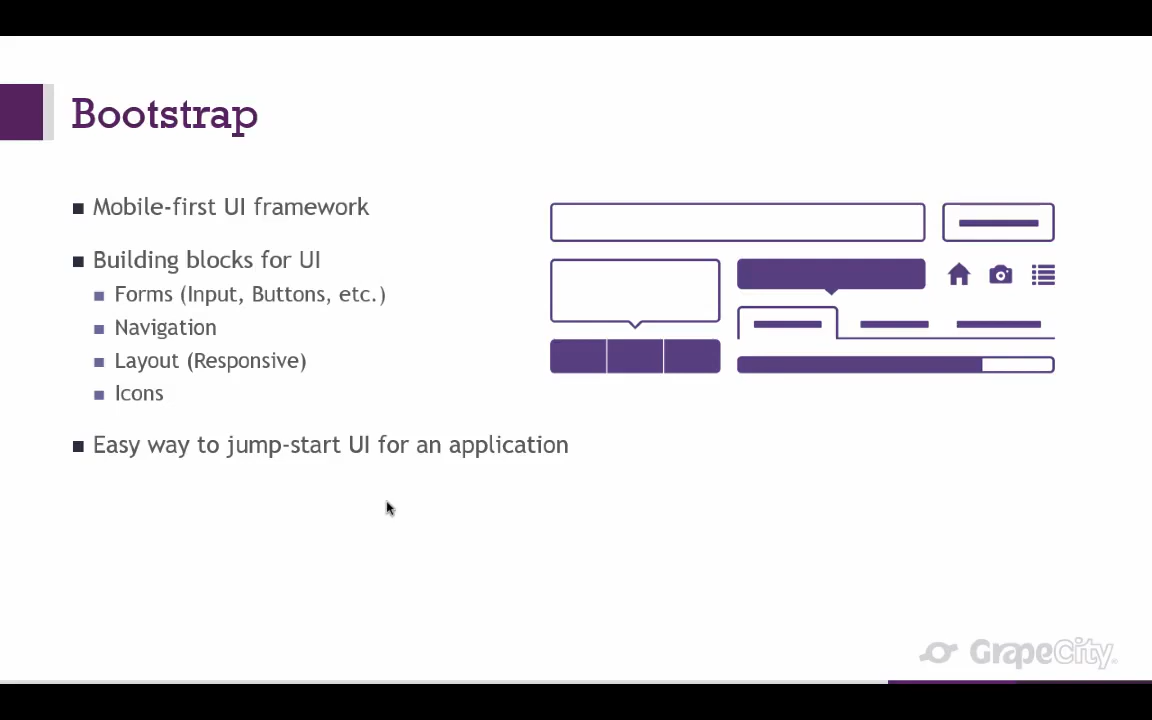 Bootstrap
Mobile-first UI framework
Building blocks for UI
Forms (Input, Buttons, etc.)
Navigation
Layout (Responsive)
Icons
Easy way to jump-start UI for an application
GrapeCity